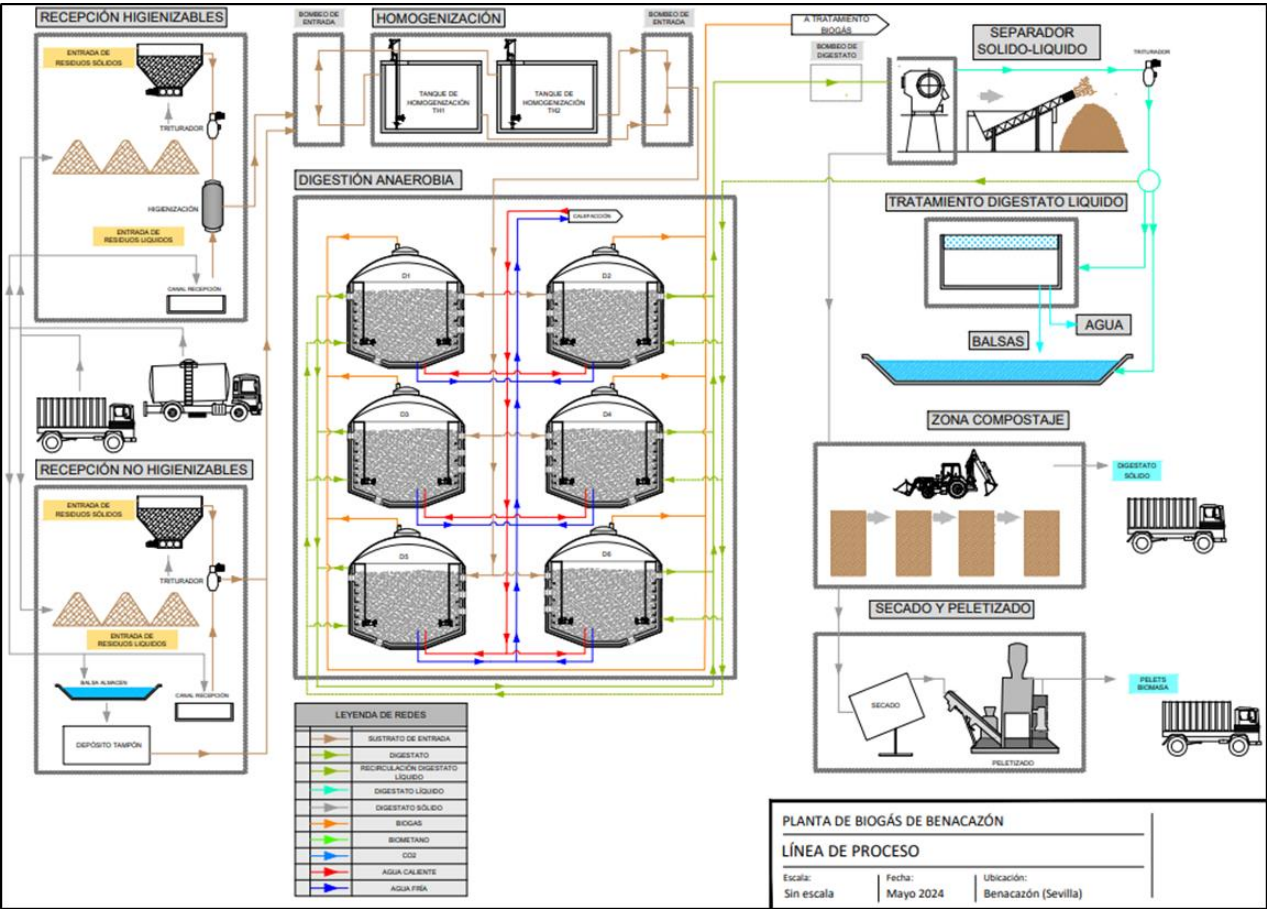 RECEPCIÓN HIGIENIZABLES
ENTRADA DE
RESIDUOS SÓLIDOS
TRITURADOR
HIGIENIZACIÓN
ENTRADA DE
RESIDUOS LIQUIDOS
CANAL RECEPCIÓN
RECEPCIÓN NO HIGIENIZABLES
ENTRADA DE
RESIDUOS SÓLIDOS
TRITURADOR
ENTRADA DE
RESIDUOS LIQUIDOS
BALSA ALMACEN
CANAL RECEPCIÓN
DEPÓSITO TAMPÓN
BOMBEO DE
ENTRADA
HOMOGENIZACIÓN
TANQUE DE
HOMOGENIZACIÓN
TH1
TANQUE DE
HOMOGENIZACIÓN
TH2
BOMBEO DE
ENTRADA
DIGESTIÓN ANAEROBIA
CALEFACCIÓN
D1
D2
D3
D4
D5
D6
LEYENDA DE REDES
SUSTRATO DE ENTRADA
DIGESTATO
RECIRCULACIÓN DIGESTATO
LÍQUIDO
DIGESTATO LÍQUIDO
DIGESTATO SÓLIDO
BIOGAS
BIOMETANO
CO2
AGUA CALIENTE
AGUA FRÍA
A TRATAMIENTO
BIOGÁS
BOMBEO DE
DIGESTATO
SEPARADOR
SOLIDO-LIQUIDO
TRITURADOR
TRATAMIENTO DIGESTATO LIQUIDO
AGUA
BALSAS
ZONA COMPOSTAJE
DIGESTATO
SÓLIDO
SECADO Y PELETIZADO
SECADO
PELETIZADO
PELETS
BIOMASA
PLANTA DE BIOGÁS DE BENACAZÓN
LÍNEA DE PROCESO
Escala:
Sin escala
Fecha:
Mayo 2024
Ubicación:
Benacazón (Sevilla)